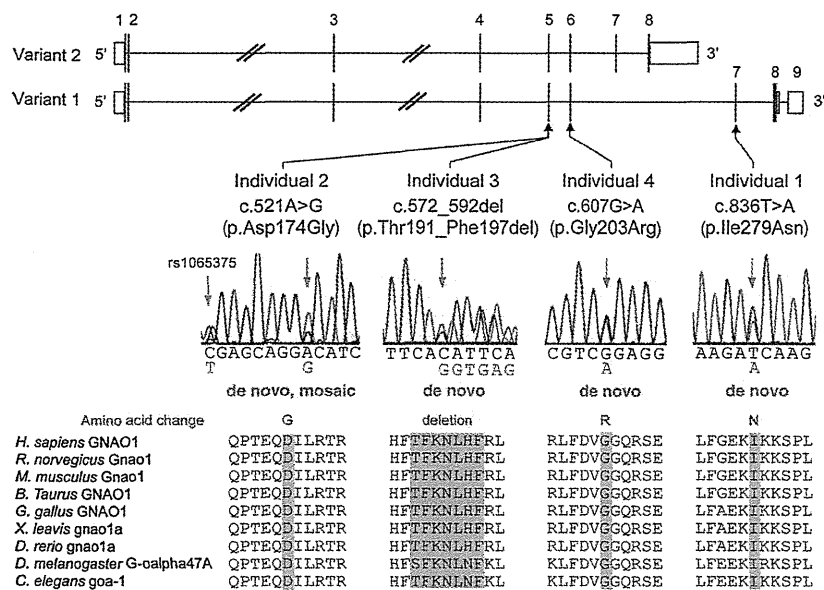 1 2 3 4 5 6 7 8
Variant 2 5' 3'
7 8 9
Variant 1 5' 3'
Individual 2 Individual 3 Individual 4 Individual 1
c.521A>G c.572_592del c.607G>A c.836T>A
(p.Asp174Gly) (p.Thr191_Phe197del) (p.Gly203Arg) (p.Ile279Asn)
rs1065375
CGAGCAGGACATC TTCACATTCA CGTCGGAGG AAGATCAAG
T G GGTGAG A A
de novo, mosaic de novo de novo de novo
Amino acid change G deletion R N
H. sapiens GNAO1 QPTEQDILRTR HFTFKNLHFRL RLFDVGGQRSE LFGEKIKKSPL
R. norvegicus Gnao1 QPTEQDILRTR HFTFKNLHFRL RLFDVGGQRSE LFGEKIKKSPL
M. musculus Gnao1 QPTEQDILRTR HFTFKNLHFRL RLFDVGGQRSE LFGEKIKKSPL
B. Taurus GNAO1 QPTEQDILRTR HFTFKNLHFRL RLFDVGGQRSE LFGEKIKKSPL
G. gallus GNAO1 QPTEQDILRTR HFTFKNLHFRL RLFDVGGQRSE LFGEKIKKSPL
X. leavis gnao1a QPTEQDILRTR HFTFKNLHFRL RLFDVGGQRSE LFAEKIKKSPL
D. rerio gnao1a QPTEQDILRTR HFTFKNLHFRL RLFDVGGQRSE LFAEKIKKSPL
D. melanogaster G-oalpha47A QPTEQDILRTR HFSFKNLNFKL KLFDVGGQRSE LFEEKIRKSPL
C. elegans goa-1 QPTEQDILRTR HFTFKNLNFKL KLFDVGGQRSE LFEEKIKKSPL